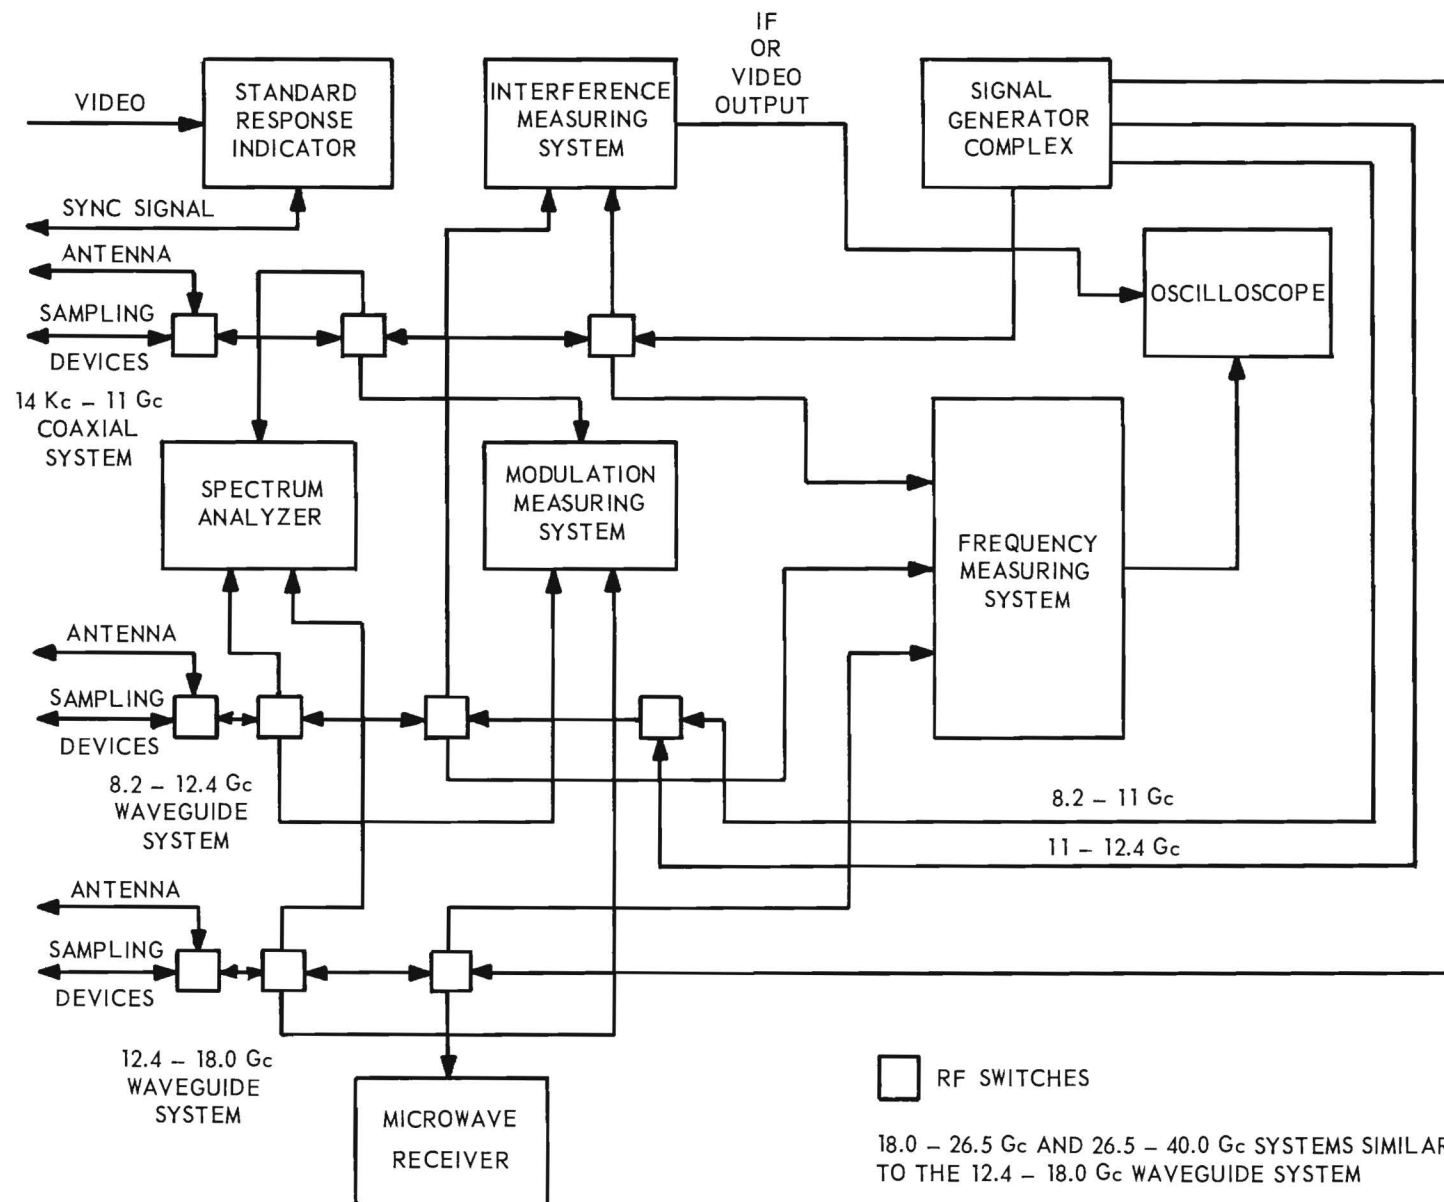 IF
OR
VIDEO
OUTPUT
VIDEO
STANDARD
RESPONSE
INDICATOR
INTERFERENCE
MEASURING
SYSTEM
SIGNAL
GENERATOR
COMPLEX
SYNC SIGNAL
ANTENNA
SAMPLING
DEVICES
14 Kc – 11 Gc
COAXIAL
SYSTEM
OSCILLOSCOPE
SPECTRUM
ANALYZER
MODULATION
MEASURING
SYSTEM
FREQUENCY
MEASURING
SYSTEM
ANTENNA
SAMPLING
DEVICES
8.2 – 12.4 Gc
WAVEGUIDE
SYSTEM
8.2 – 11 Gc
11 – 12.4 Gc
ANTENNA
SAMPLING
DEVICES
12.4 – 18.0 Gc
WAVEGUIDE
SYSTEM
MICROWAVE
RECEIVER
RF SWITCHES
18.0 – 26.5 Gc AND 26.5 – 40.0 Gc SYSTEMS SIMILAR
TO THE 12.4 – 18.0 Gc WAVEGUIDE SYSTEM